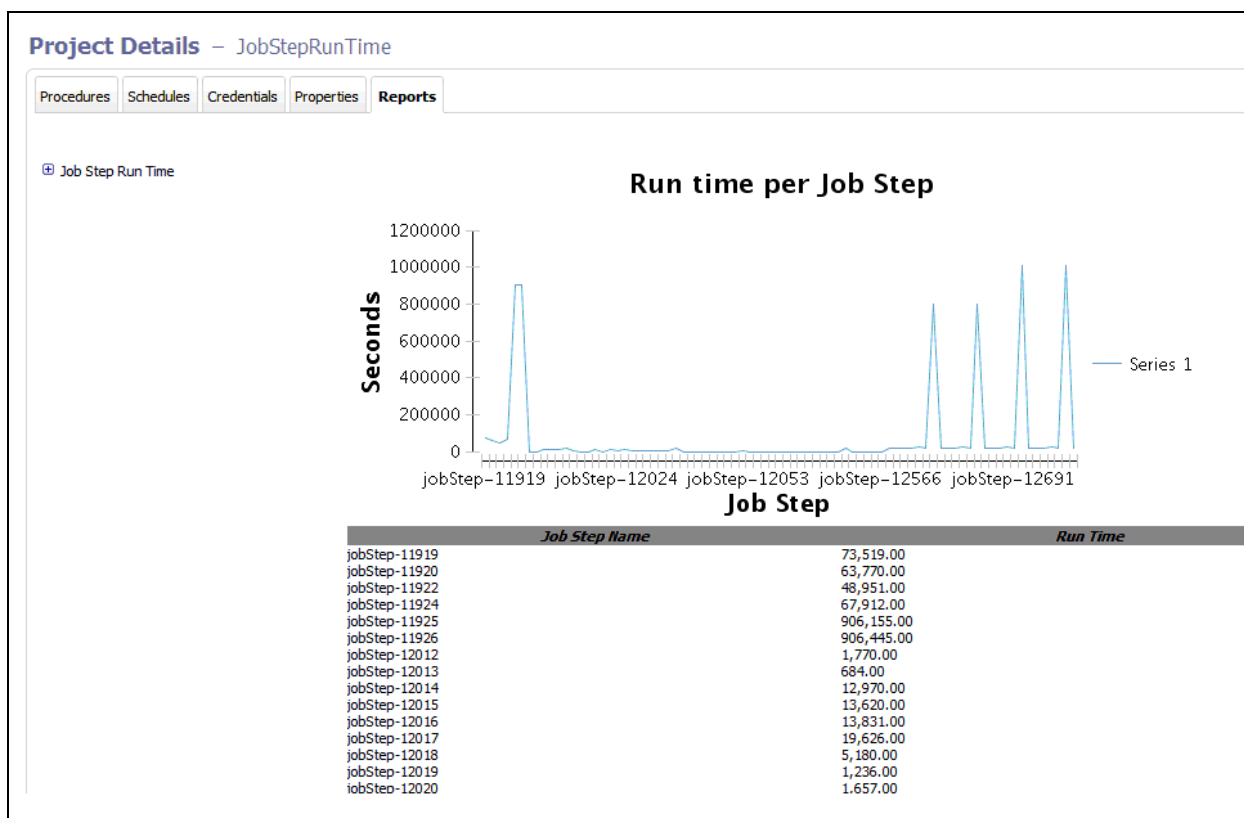 Project Details – JobStepRunTime
Procedures Schedules Credentials Properties Reports
Job Step Run Time
Run time per Job Step
1200000
1000000
800000
600000
400000
200000
0
Seconds
Series 1
jobStep-11919 jobStep-12024 jobStep-12053 jobStep-12566 jobStep-12691
Job Step
Job Step Name Run Time
jobStep-11919 73,519.00
jobStep-11920 63,770.00
jobStep-11922 48,951.00
jobStep-11924 67,912.00
jobStep-11925 906,155.00
jobStep-11926 906,445.00
jobStep-12012 1,770.00
jobStep-12013 684.00
jobStep-12014 12,970.00
jobStep-12015 13,620.00
jobStep-12016 13,831.00
jobStep-12017 19,626.00
jobStep-12018 5,180.00
jobStep-12019 1,236.00
jobStep-12020 1,657.00